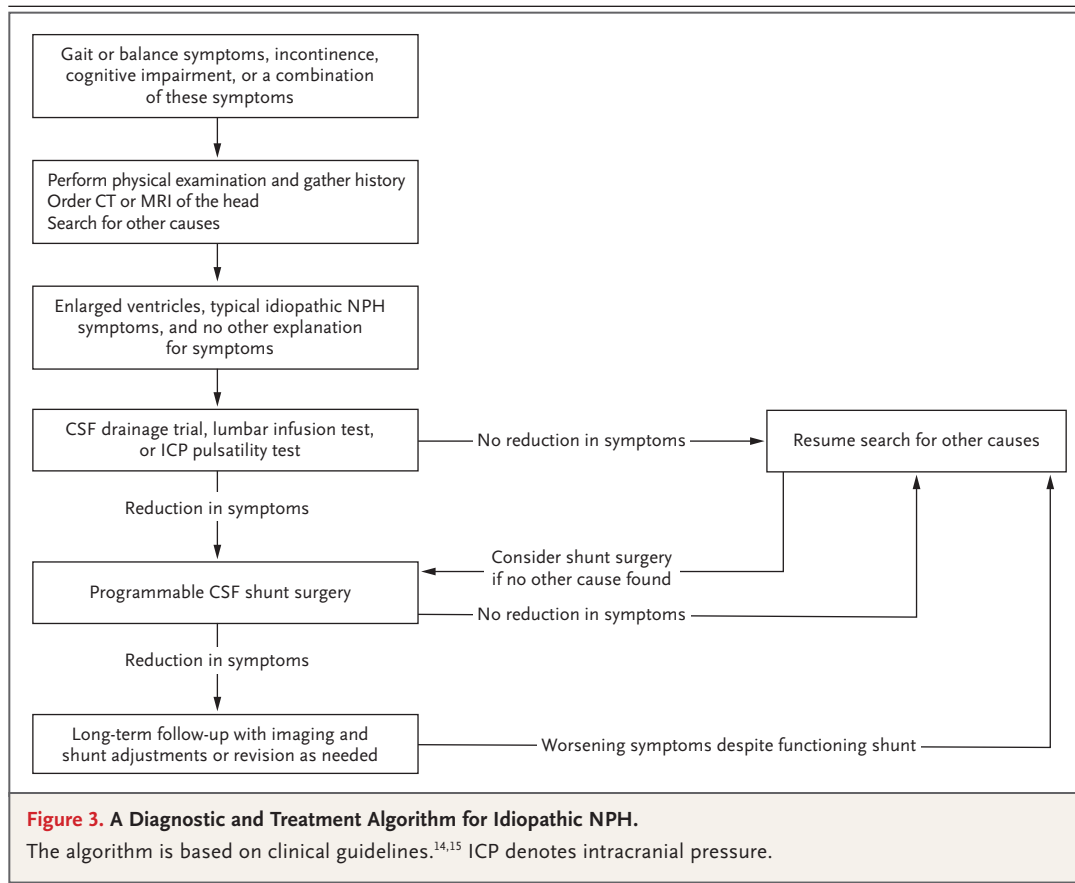 Gait or balance symptoms, incontinence,
cognitive impairment, or a combination
of these symptoms
Perform physical examination and gather history
Order CT or MRI of the head
Search for other causes
Enlarged ventricles, typical idiopathic NPH
symptoms, and no other explanation
for symptoms
CSF drainage trial, lumbar infusion test,
or ICP pulsatility test
No reduction in symptoms
Resume search for other causes
Reduction in symptoms
Consider shunt surgery
if no other cause found
Programmable CSF shunt surgery
No reduction in symptoms
Reduction in symptoms
Long-term follow-up with imaging and
shunt adjustments or revision as needed
Worsening symptoms despite functioning shunt
Figure 3. A Diagnostic and Treatment Algorithm for Idiopathic NPH.
The algorithm is based on clinical guidelines.14,15 ICP denotes intracranial pressure.